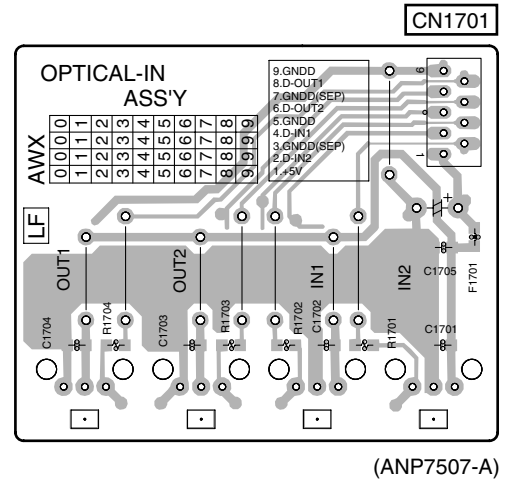 CN1701
OPTICAL-IN
ASS'Y
9.GNDD
8.D-OUT1
7.GNDD(SEP)
6.D-OUT2
5.GNDD
4.D-IN1
3.GNDD(SEP)
2.D-IN2
1.+5V
9
1
AWX
0 1 2 3 4 5 6 7 8 9
0 1 2 3 4 5 6 7 8 9
0 1 2 3 4 5 6 7 8 9
0 1 2 3 4 5 6 7 8 9
LF
+
OUT1
OUT2
IN1
IN2
C1705
F1701
C1704
R1704
C1703
R1703
R1702
C1702
R1701
C1701
(ANP7507-A)